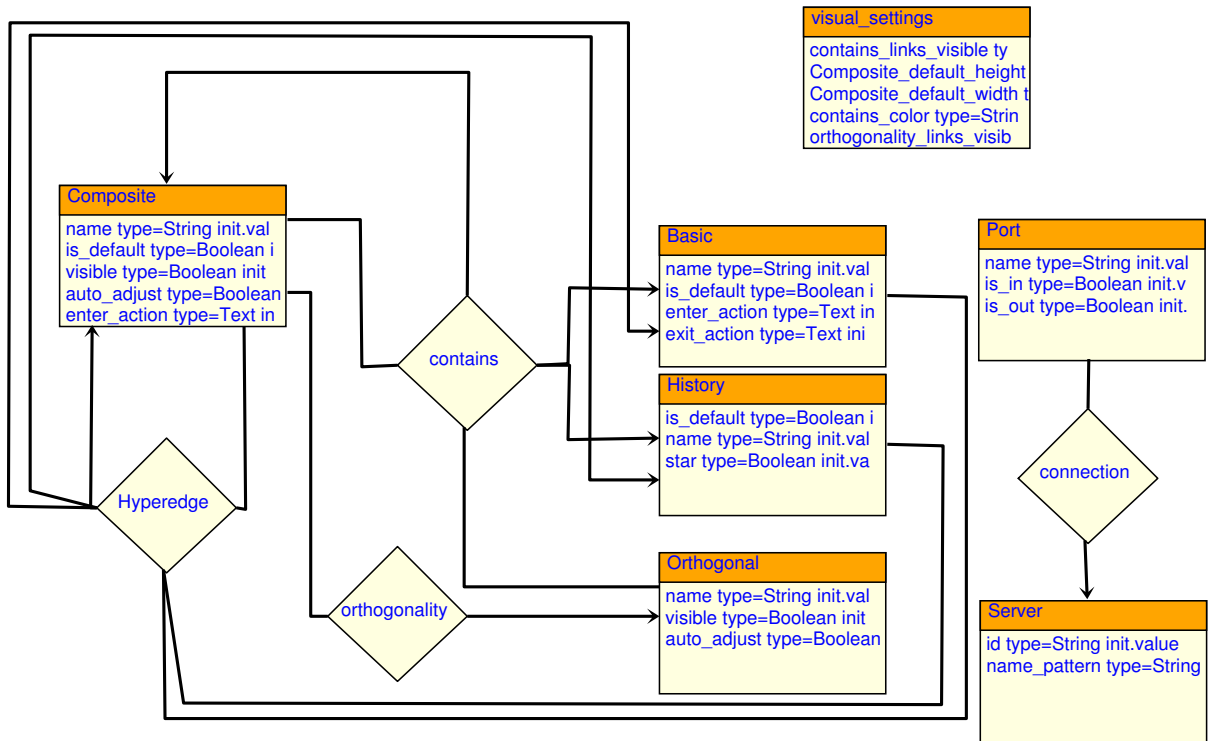 visual_settings
contains_links_visible ty
Composite_default_height
Composite_default_width t
contains_color type=Strin
orthogonality_links_visib
Composite
name type=String init.val
is_default type=Boolean i
visible type=Boolean init
auto_adjust type=Boolean
enter_action type=Text in
Basic
name type=String init.val
is_default type=Boolean i
enter_action type=Text in
exit_action type=Text ini
Port
name type=String init.val
is_in type=Boolean init.v
is_out type=Boolean init.
contains
History
is_default type=Boolean i
name type=String init.val
star type=Boolean init.va
connection
Hyperedge
orthogonality
Orthogonal
name type=String init.val
visible type=Boolean init
auto_adjust type=Boolean
Server
id type=String init.value
name_pattern type=String